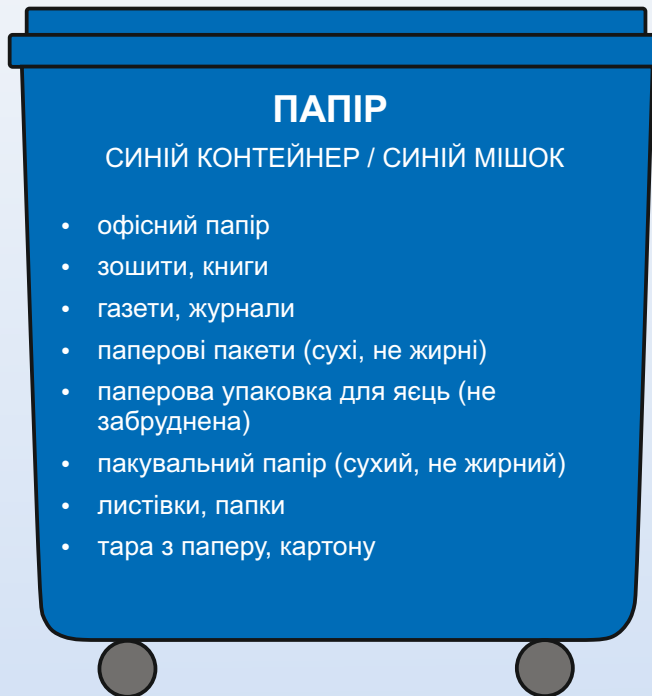 ПАПІР
СИНІЙ КОНТЕЙНЕР / СИНІЙ МІШОК
• офісний папір
• зошити, книги
• газети, журнали
• паперові пакети (сухі, не жирні)
• паперова упаковка для яєць (не
забруднена)
• пакувальний папір (сухий, не жирний)
• листівки, папки
• тара з паперу, картону